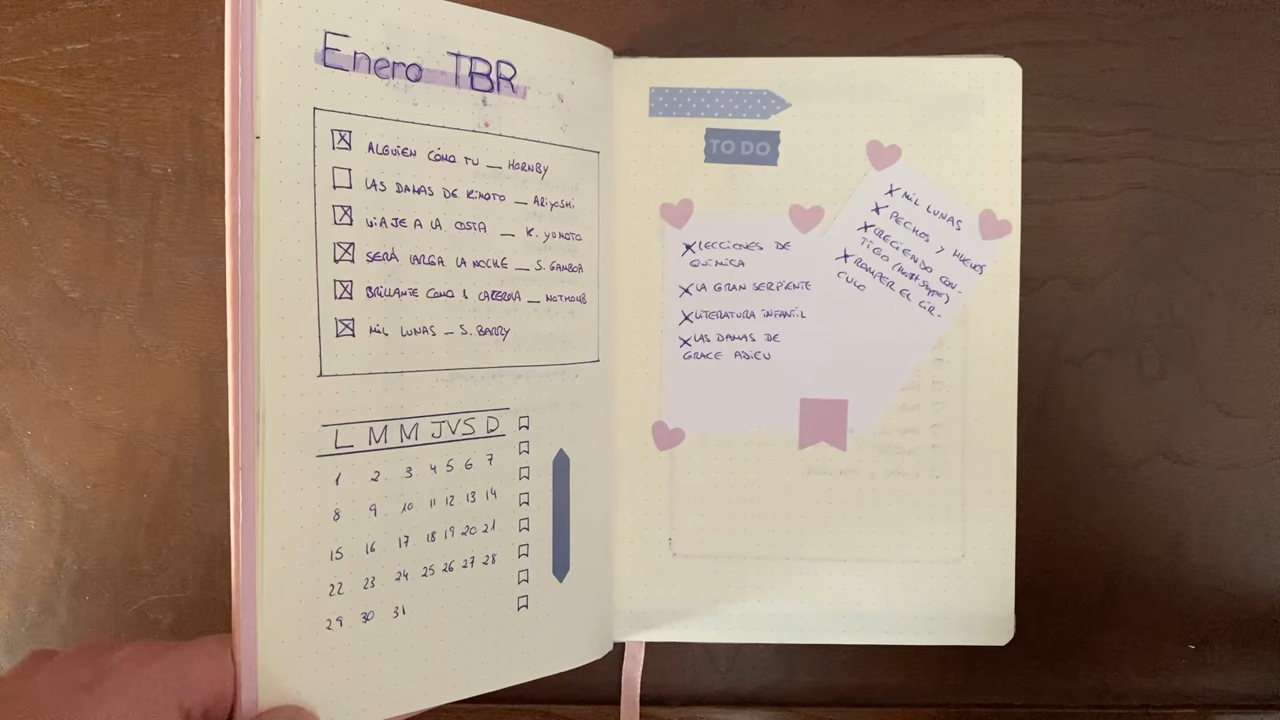 Enero TBR
ALGUIEN CÓMO TU _ HORNBY
LAS DAMAS DE KIMOTO _ ARIYOSHI
VIAJE A LA COSTA _ K. YUMOTO
SERÁ LARGA LA NOCHE _ S. GAMBOA
BRILLANTE COMO 1 CACEROLA _ NOTHOMB
MIL LUNAS _ S. BARRY
L M M J V S D
1 2 3 4 5 6 7
8 9 10 11 12 13 14
15 16 17 18 19 20 21
22 23 24 25 26 27 28
29 30 31
TO DO
LECCIONES DE
QUÍMICA
LA GRAN SERPIENTE
LITERATURA INFANTIL
LAS DAMAS DE
GRACE ADIEU
MIL LUNAS
PECHOS Y HUEVOS
CRECIENDO CON-
TIGO
ROMPER EL CÍR-
CULO